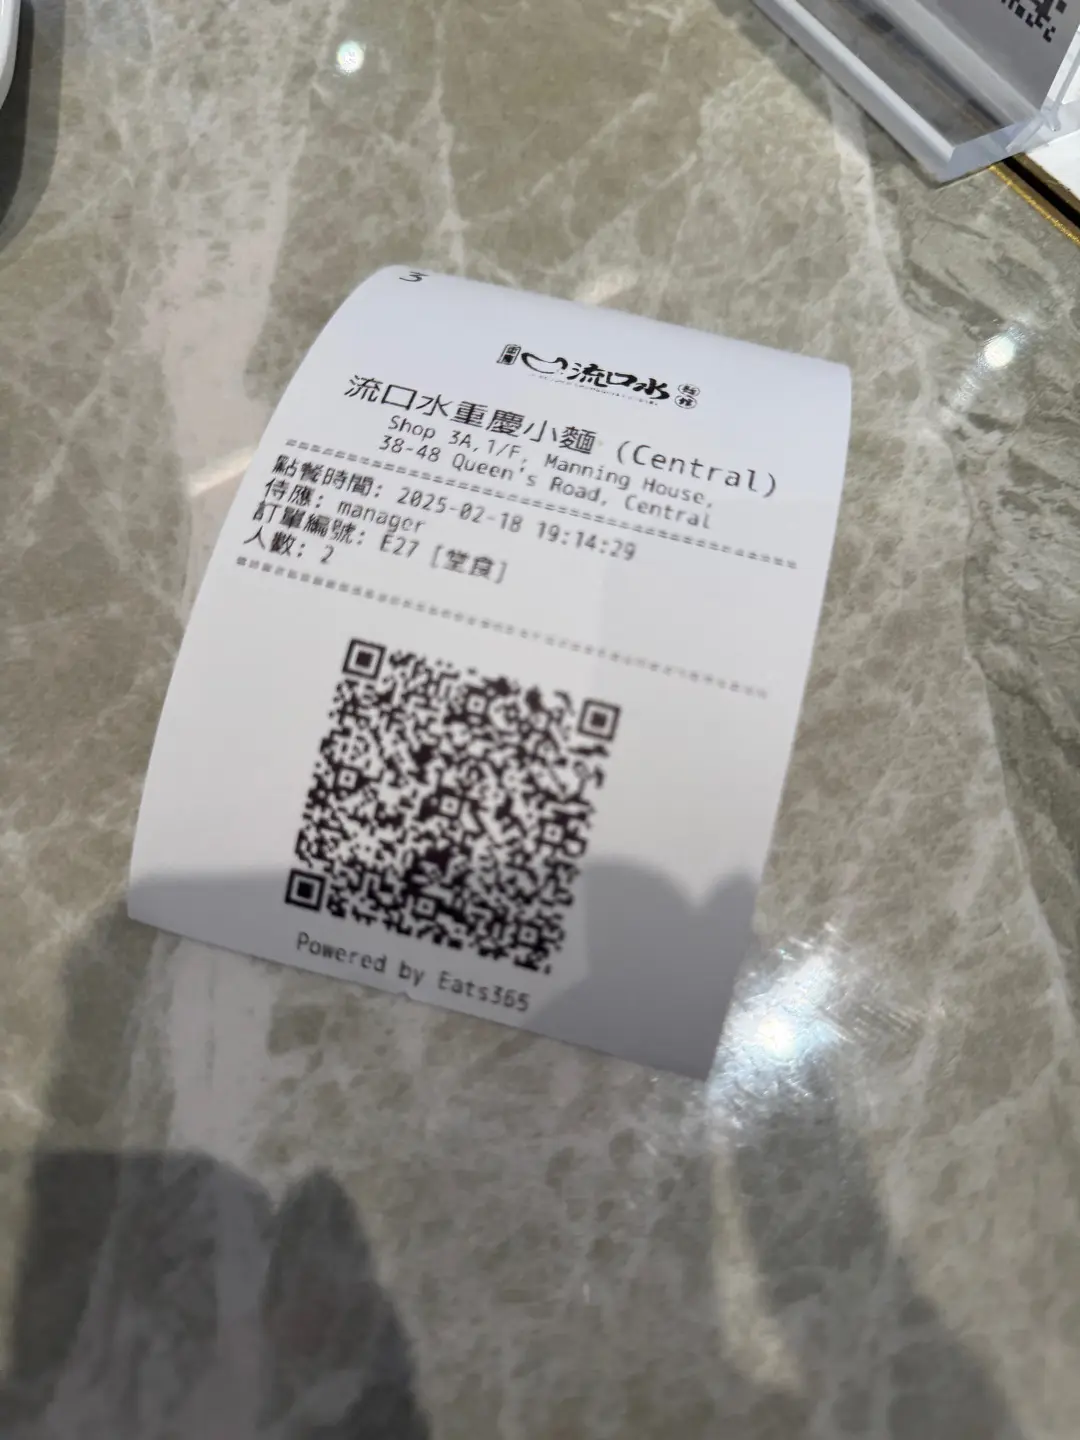 3
流口水
流口水重慶小麵 (Central)
Shop 3A, 1/F, Manning House,
38-48 Queen's Road, Central
點餐時間: 2025-02-18 19:14:29
侍應: manager
訂單編號: E27 [堂食]
人數: 2
Powered by Eats365